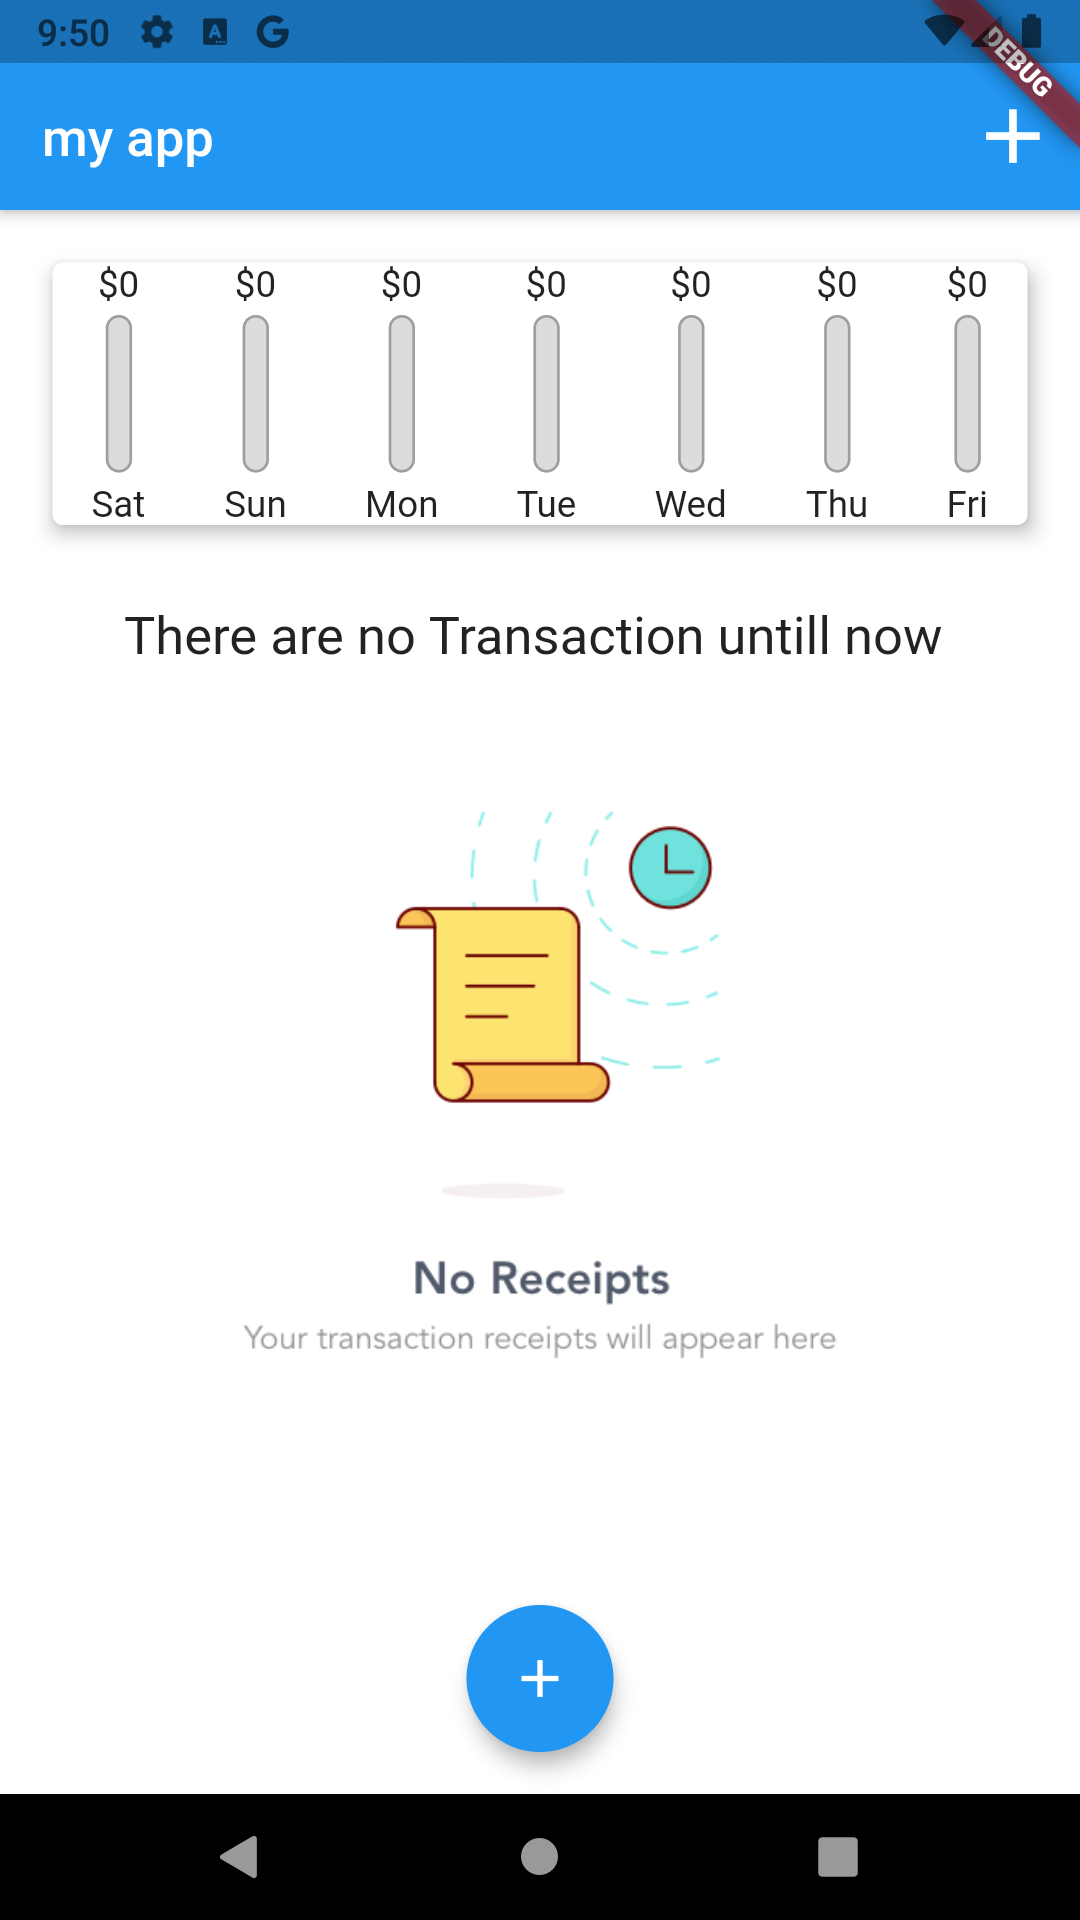 9:50
DEBUG
my app
$0 $0 $0 $0 $0 $0 $0
Sat Sun Mon Tue Wed Thu Fri
There are no Transaction untill now
No Receipts
Your transaction receipts will appear here